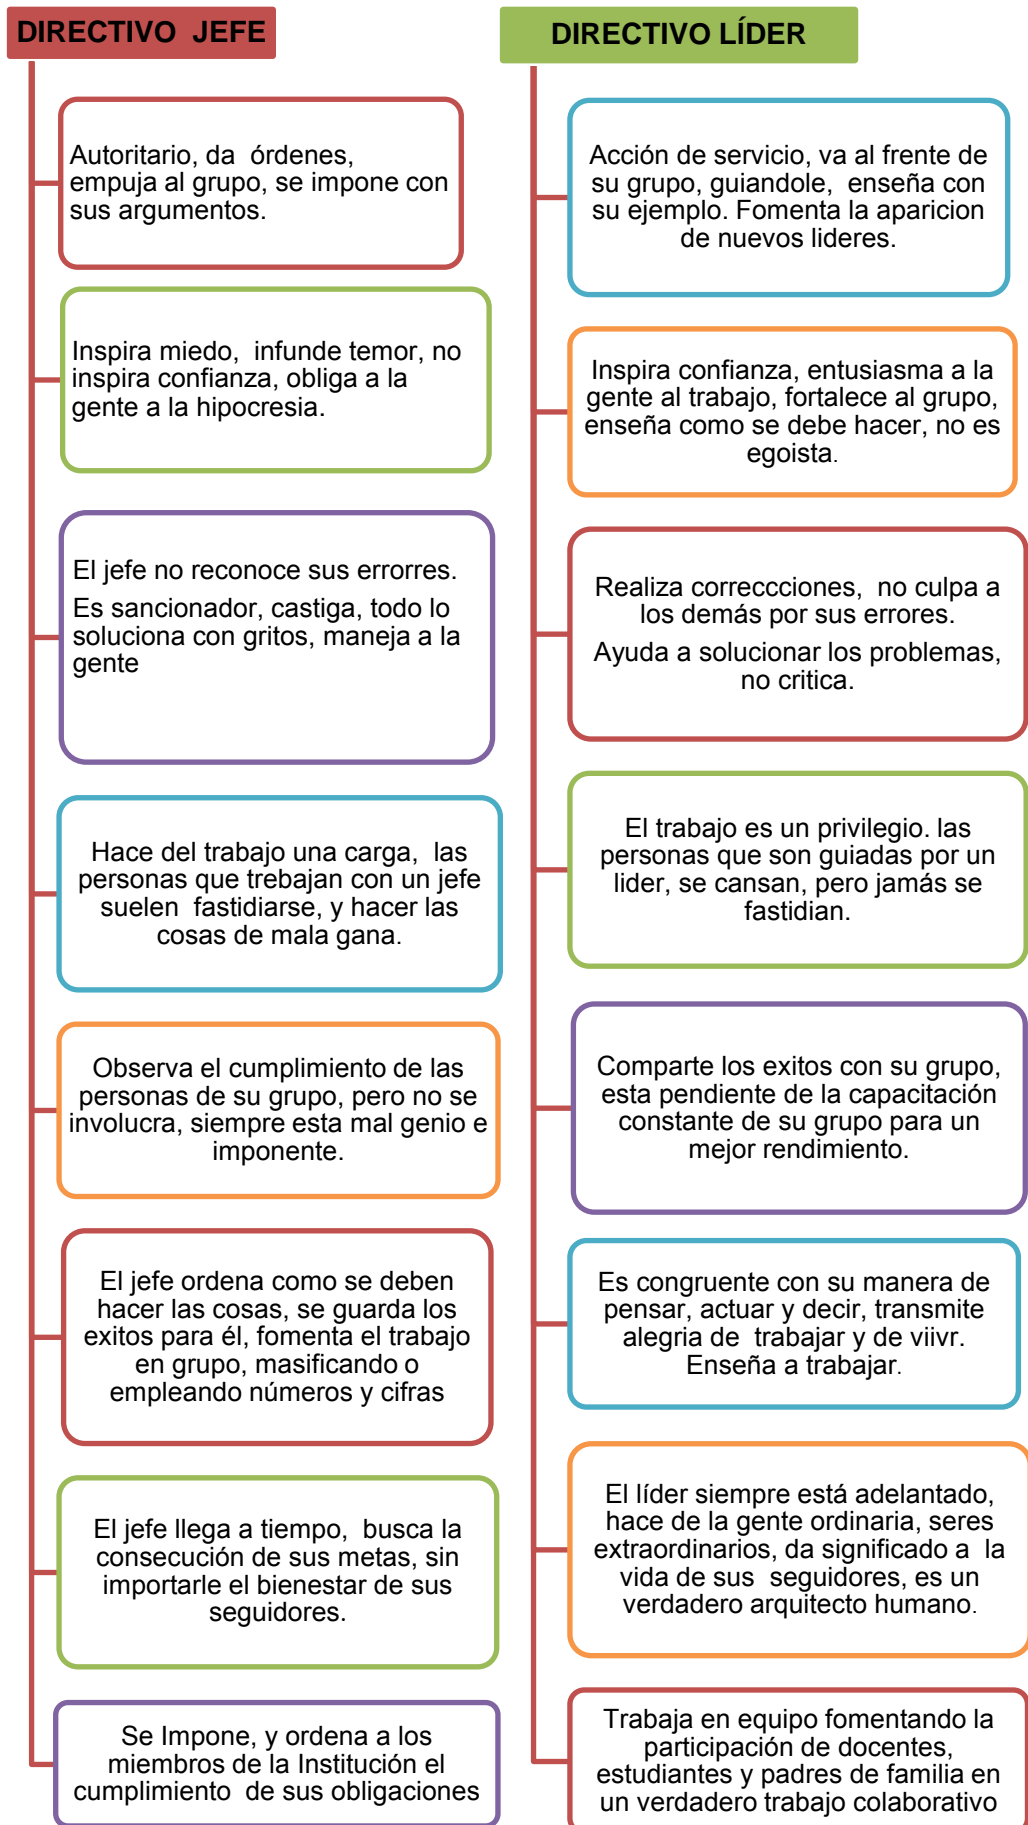 DIRECTIVO  JEFE
Autoritario, da  órdenes,
empuja al grupo, se impone con
sus argumentos.
Inspira miedo,  infunde temor, no
inspira confianza, obliga a la
gente a la hipocresia.
El jefe no reconoce sus errorres.
Es sancionador, castiga, todo lo
soluciona con gritos, maneja a la
gente
Hace del trabajo una carga,  las
personas que trebajan con un jefe
suelen  fastidiarse, y hacer las
cosas de mala gana.
Observa el cumplimiento de las
personas de su grupo, pero no se
involucra, siempre esta mal genio e
imponente.
El jefe ordena como se deben
hacer las cosas, se guarda los
exitos para él, fomenta el trabajo
en grupo, masificando o
empleando números y cifras
El jefe llega a tiempo,  busca la
consecución de sus metas, sin
importarle el bienestar de sus
seguidores.
Se Impone, y ordena a los
miembros de la Institución el
cumplimiento  de sus obligaciones
DIRECTIVO LÍDER
Acción de servicio, va al frente de
su grupo, guiandole,  enseña con
su ejemplo. Fomenta la aparicion
de nuevos lideres.
Inspira confianza, entusiasma a la
gente al trabajo, fortalece al grupo,
enseña como se debe hacer, no es
egoista.
Realiza correccciones,  no culpa a
los demás por sus errores.
Ayuda a solucionar los problemas,
no critica.
El trabajo es un privilegio. las
personas que son guiadas por un
lider, se cansan, pero jamás se
fastidian.
Comparte los exitos con su grupo,
esta pendiente de la capacitación
constante de su grupo para un
mejor rendimiento.
Es congruente con su manera de
pensar, actuar y decir, transmite
alegria de  trabajar y de viivr.
Enseña a trabajar.
El líder siempre está adelantado,
hace de la gente ordinaria, seres
extraordinarios, da significado a  la
vida de sus  seguidores, es un
verdadero arquitecto humano.
Trabaja en equipo fomentando la
participación de docentes,
estudiantes y padres de familia en
un verdadero trabajo colaborativo